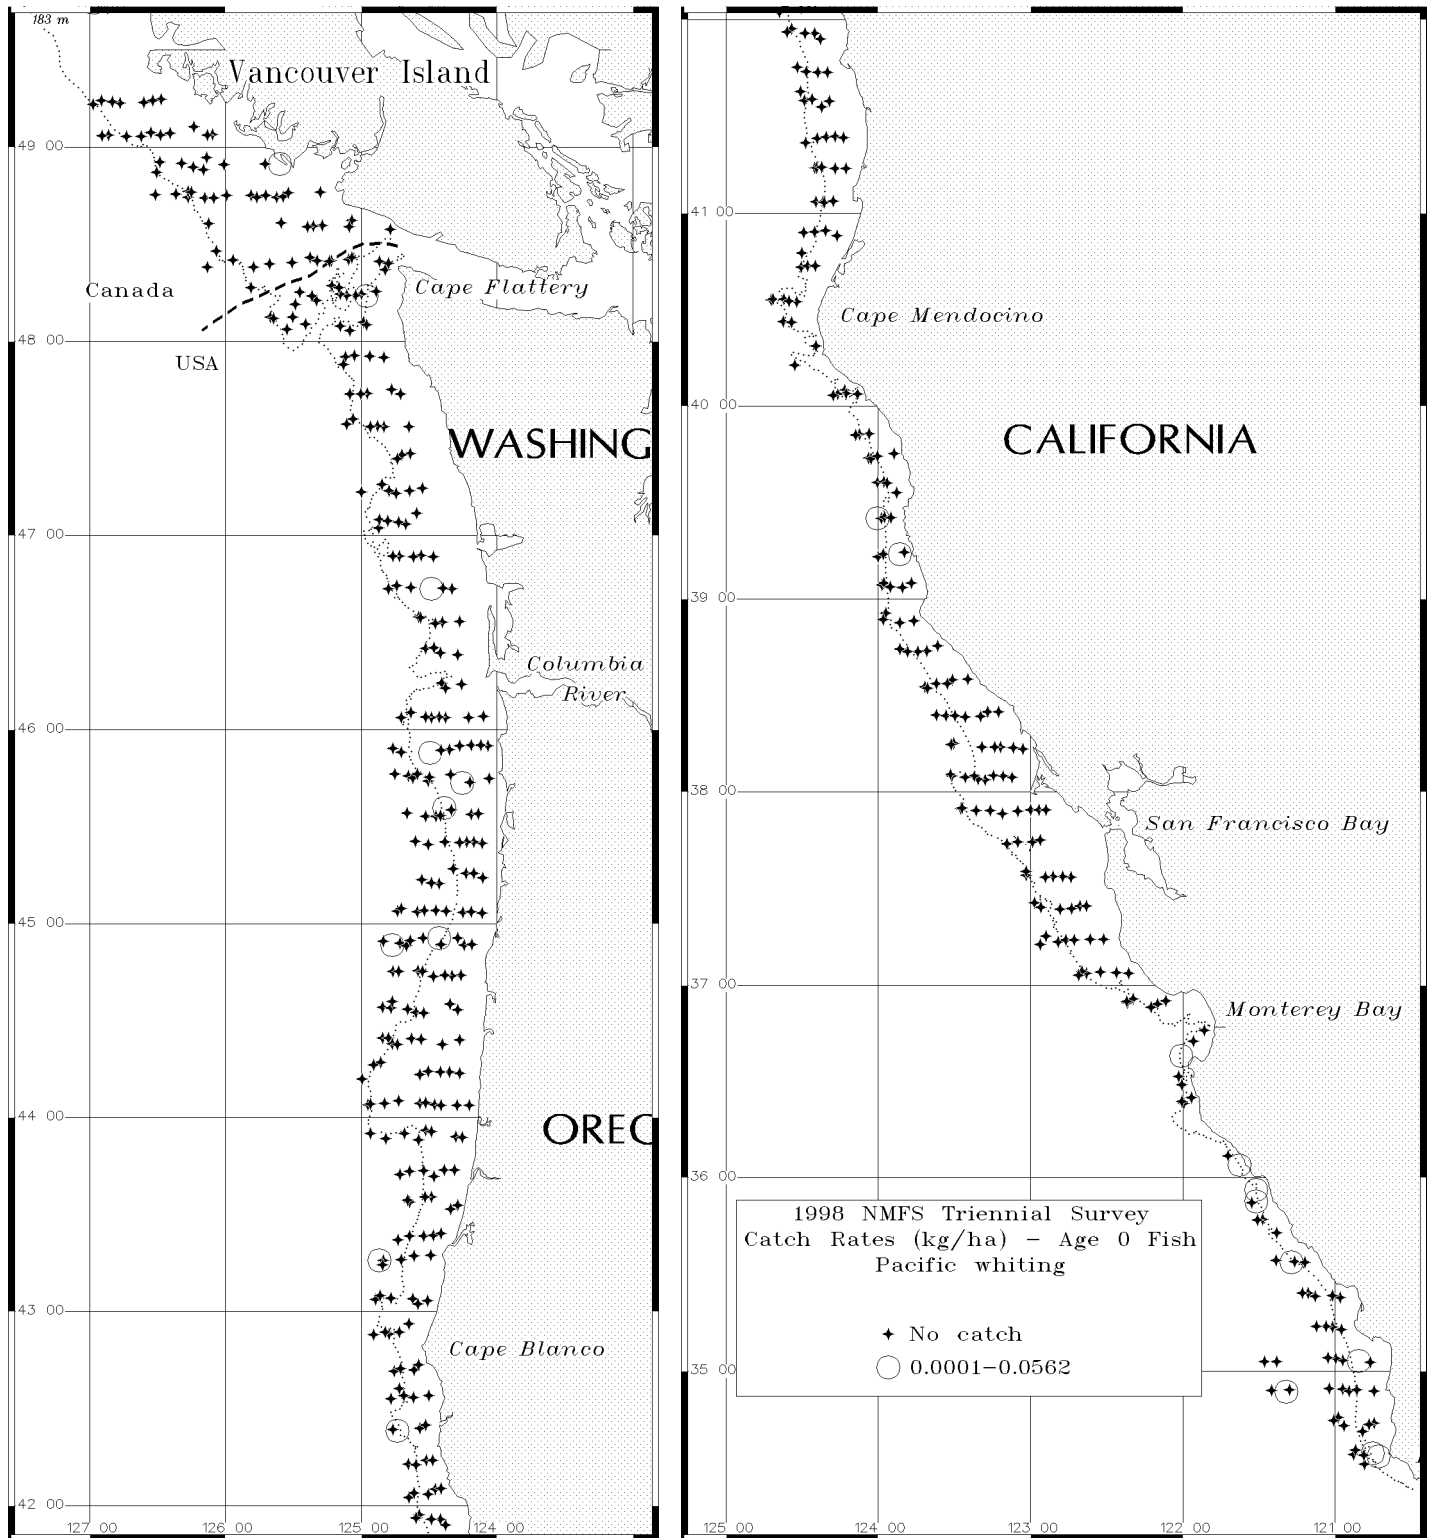 183 m
Vancouver Island
49 00
Canada
Cape Flattery
48 00
USA
WASHING
47 00
Columbia
River
46 00
45 00
44 00
OREG
43 00
Cape Blanco
42 00
127 00
126 00
125 00
124 00
41 00
Cape Mendocino
40 00
CALIFORNIA
39 00
38 00
San Francisco Bay
37 00
Monterey Bay
36 00
1998 NMFS Triennial Survey
Catch Rates (kg/ha) - Age 0 Fish
Pacific whiting
No catch
0.0001-0.0562
35 00
125 00
124 00
123 00
122 00
121 00